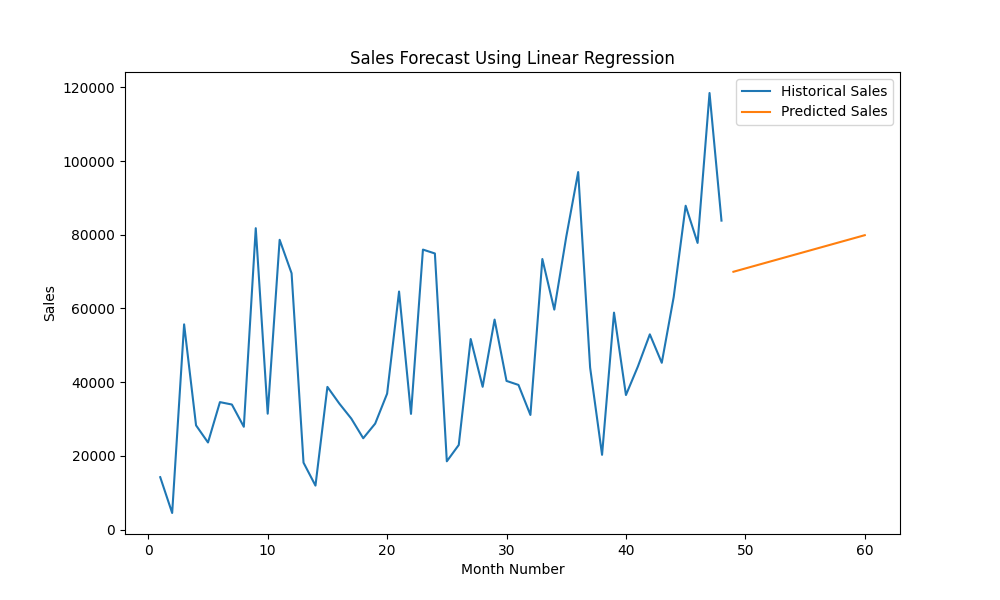 Sales Forecast Using Linear Regression
Historical Sales
Predicted Sales
120000
100000
80000
60000
40000
20000
0
Sales
0 10 20 30 40 50 60
Month Number